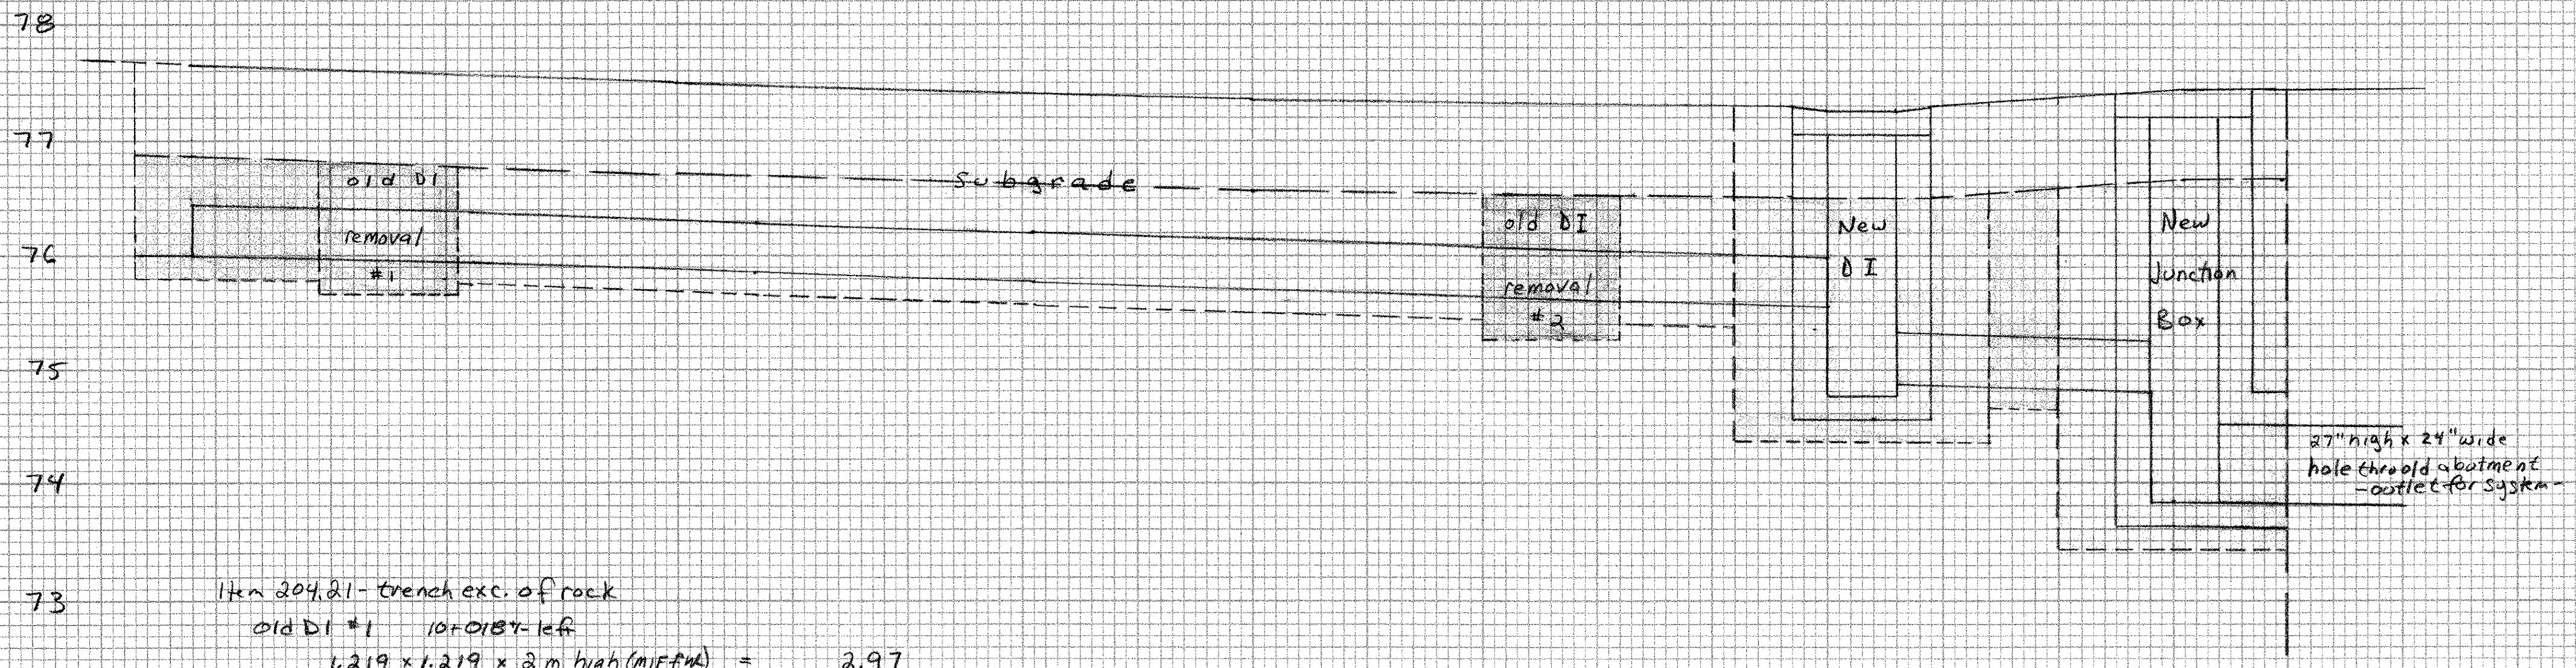 78
77
76
75
74
73
old DI
removal
#1
Subgrade
old DI
removal
#2
New
DI
New
Junction
Box
27" high x 24" wide
hole thro old abutment
-outlet for system-
Item 204.21 - trench exc. of rock
old DI #1 10+018 +/- left
1.219 x 1.219 x 2 m high = 2.97